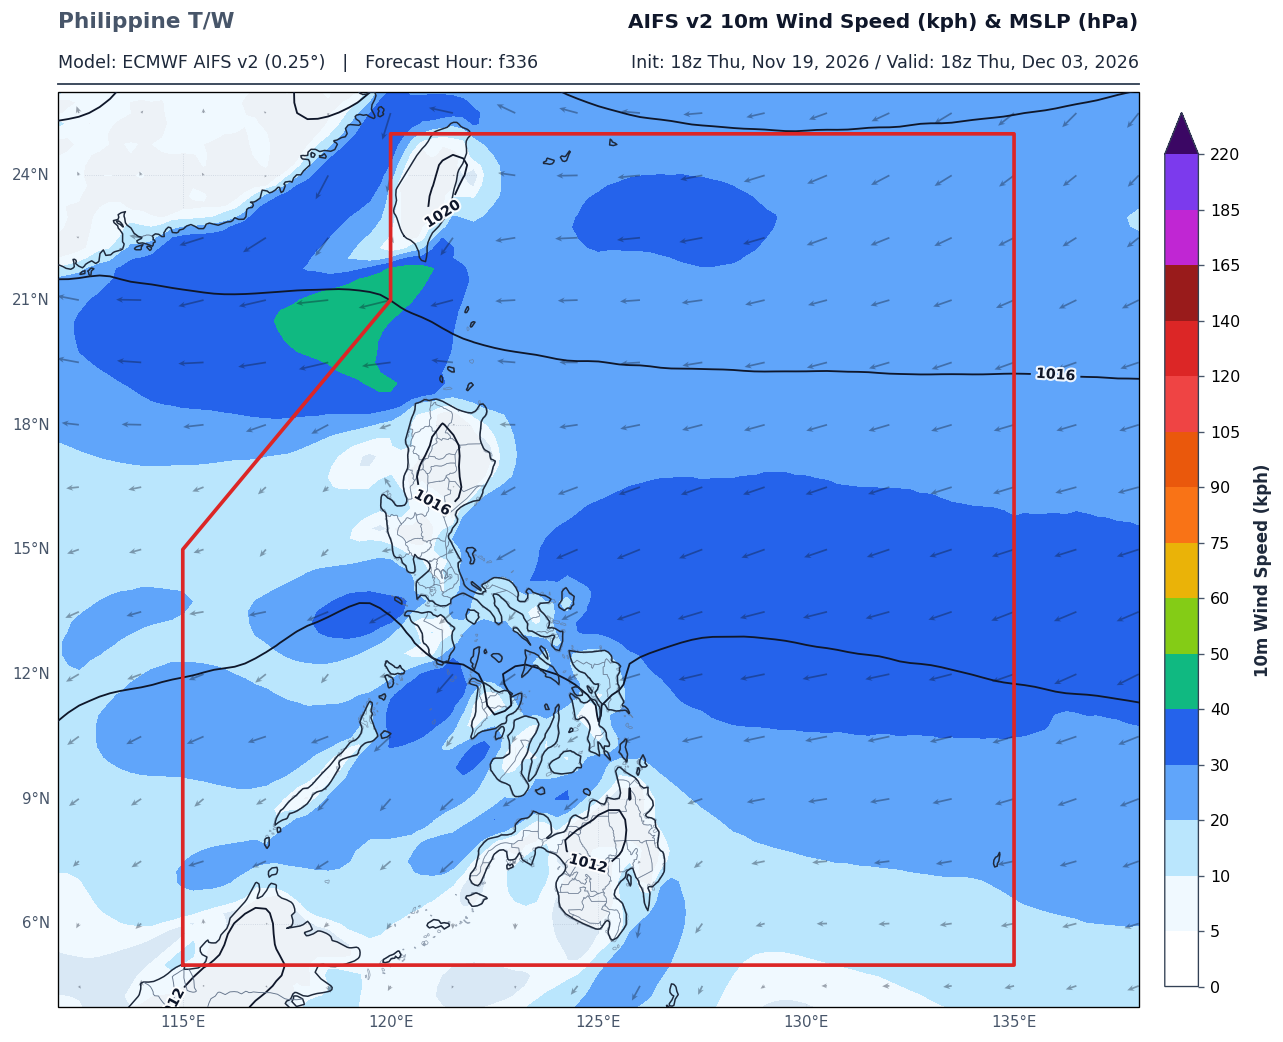 Philippine T/W
AIFS v2 10m Wind Speed (kph) & MSLP (hPa)
Model: ECMWF AIFS v2 (0.25°) | Forecast Hour: f336
Init: 18z Thu, Nov 19, 2026 / Valid: 18z Thu, Dec 03, 2026
24°N
21°N
18°N
15°N
12°N
9°N
6°N
1020
1016
1016
1012
012
115°E
120°E
125°E
130°E
135°E
220
185
165
140
120
105
90
75
60
50
40
30
20
10
5
0
10m Wind Speed (kph)